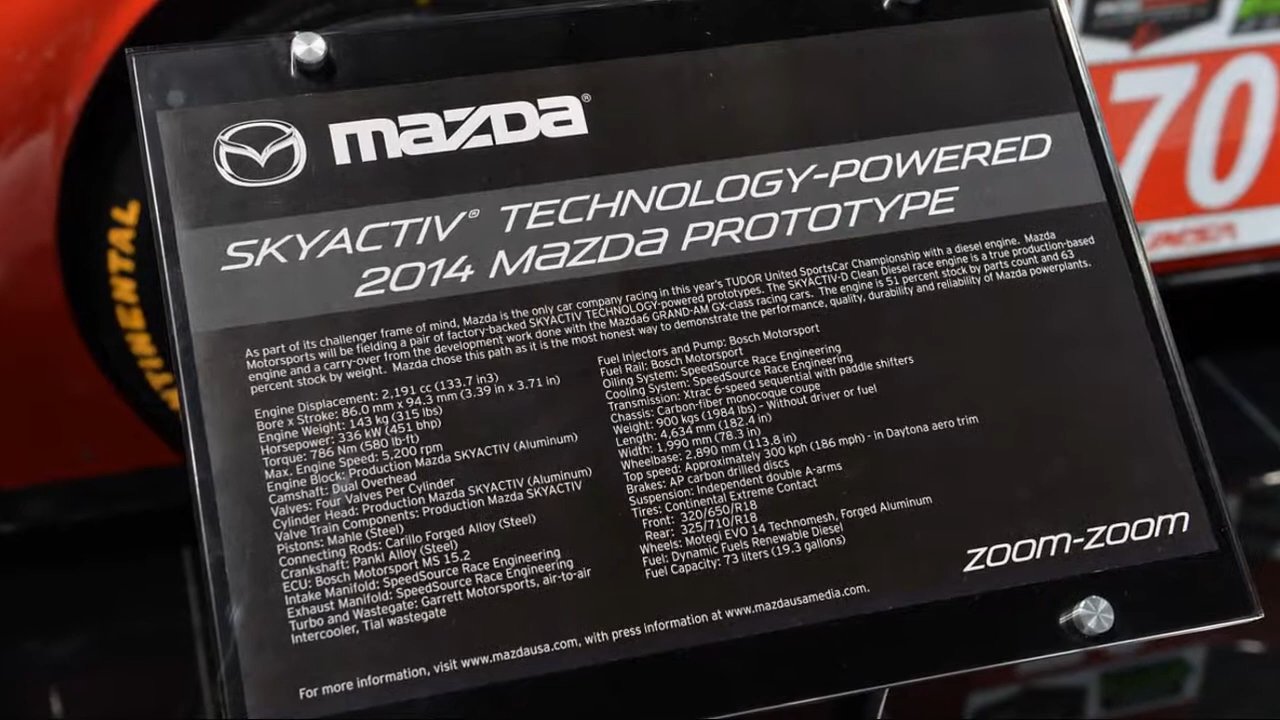 mazda®
SKYACTIV® TECHNOLOGY-POWERED
2014 mazda PROTOTYPE
As part of its challenger frame of mind, Mazda is the only car company racing in this year's TUDOR United SportsCar Championship with a diesel engine. Mazda
Motorsports will be fielding a pair of factory-backed SKYACTIV TECHNOLOGY-powered prototypes. The SKYACTIV-D Clean Diesel race engine is a true production-based
engine and a carry over from the development work done with the Mazda6 GRAND-AM GX-class racing cars. The engine is 51 percent stock by parts count and 63
percent stock by weight. Mazda chose this path as it is the most honest way to demonstrate the performance, quality, durability and reliability of Mazda powerplants.
Engine Displacement: 2,191 cc (133.7 in3)
Bore x Stroke: 86.0 mm x 94.3 mm (3.39 in x 3.71 in)
Engine Weight: 143 kg (315 lbs)
Horsepower: 336 kW (451 bhp)
Torque: 786 Nm (580 lb-ft)
Max. Engine Speed: 5,200 rpm
Engine Block: Production Mazda SKYACTIV (Aluminum)
Camshaft: Dual Overhead
Valves: Four Valves Per Cylinder
Cylinder Head: Production Mazda SKYACTIV (Aluminum)
Valve Train Components: Production Mazda SKYACTIV
Pistons: Mahle (Steel)
Connecting Rods: Carillo Forged Alloy (Steel)
Crankshaft: Pankl Alloy (Steel)
ECU: Bosch Motorsport MS 15.2
Intake Manifold: SpeedSource Race Engineering
Exhaust Manifold: SpeedSource Race Engineering
Turbo and Wastegate: Garrett Motorsports, air-to-air
Intercooler, Tial wastegate
Fuel Injectors and Pump: Bosch Motorsport
Fuel Rail: Bosch Motorsport
Oiling System: SpeedSource Race Engineering
Cooling System: SpeedSource Race Engineering
Transmission: Xtrac 6-speed sequential with paddle shifters
Chassis: Carbon-fiber monocoque coupe
Weight: 900 kgs (1984 lbs) - Without driver or fuel
Length: 4,634 mm (182.4 in)
Width: 1,990 mm (78.3 in)
Wheelbase: 2,890 mm (113.8 in)
Top speed: Approximately 300 kph (186 mph) - in Daytona aero trim
Brakes: AP carbon drilled discs
Suspension: Independent double A-arms
Tires: Continental Extreme Contact
Front: 320/650/R18
Rear: 325/710/R18
Wheels: Motegi EVO 14 Technomesh, Forged Aluminum
Fuel: Dynamic Fuels Renewable Diesel
Fuel Capacity: 73 liters (19.3 gallons)
zoom-zoom
For more information, visit www.mazdausa.com, with press information at www.mazdausamedia.com.
70